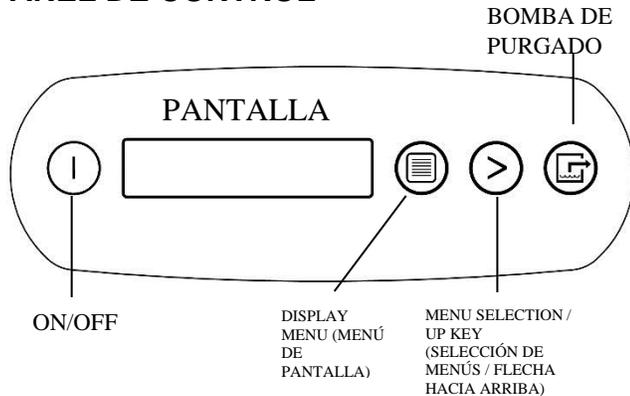 BOMBA DE
PURGADO
PANTALLA
ON/OFF
DISPLAY
MENU (MENÚ
DE
PANTALLA)
MENU SELECTION /
UP KEY
(SELECCIÓN DE
MENÚS / FLECHA
HACIA ARRIBA)